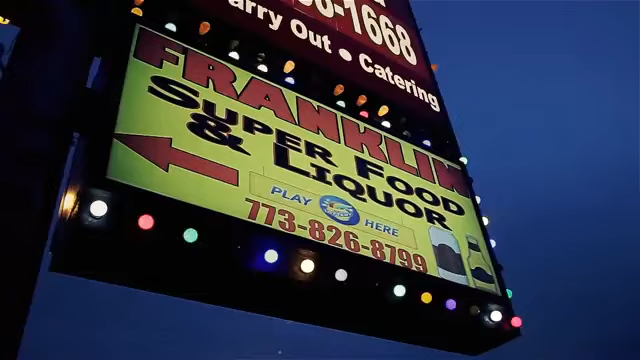 -1668
arry Out • Catering
FRANKLIN
SUPER FOOD
& LIQUOR
PLAY HERE
773-826-8799